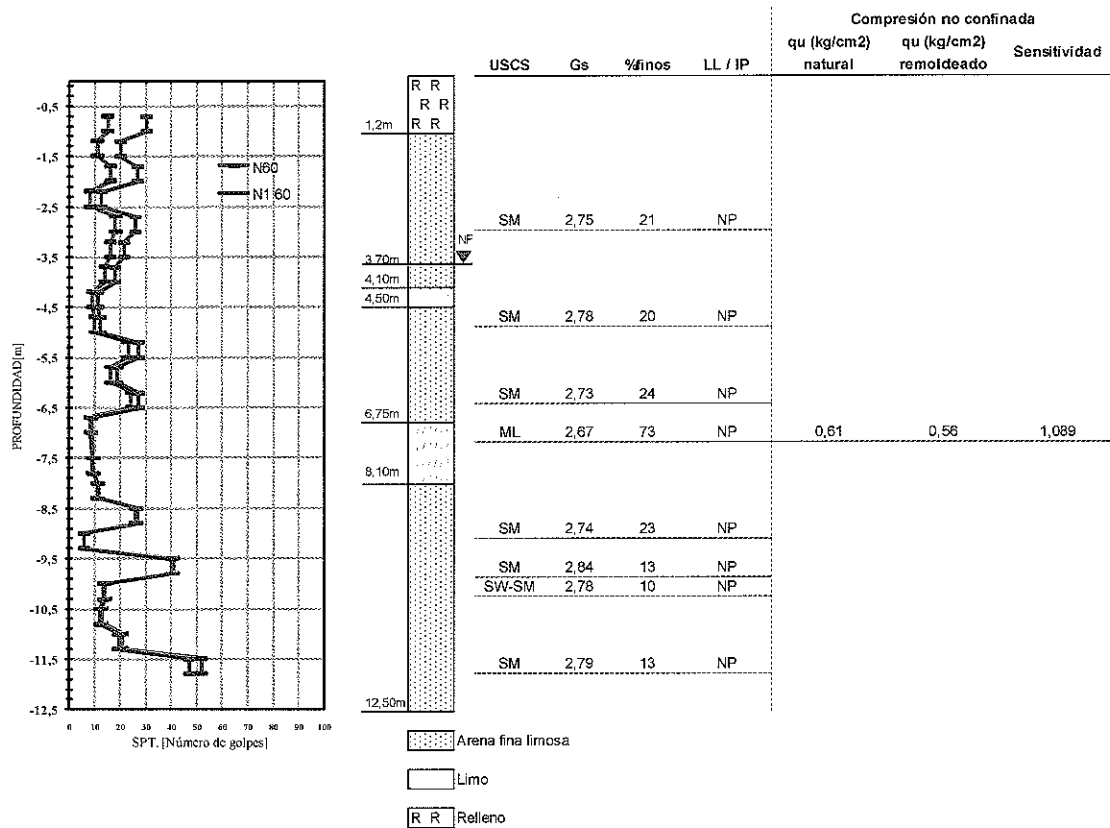 Compresión no confinada
qu (kg/cm2) qu (kg/cm2) Sensitividad
USCS Gs %finos LL / IP natural remoldeado
R R
R R
R R
1,2m
SM 2,75 21 NP
NF
3.70m
4,10m
4,50m
SM 2,78 20 NP
SM 2,73 24 NP
6,75m
ML 2,67 73 NP 0,61 0,56 1,089
8,10m
SM 2,74 23 NP
SM 2,84 13 NP
SW-SM 2,78 10 NP
SM 2,79 13 NP
12,50m
Arena fina limosa
Limo
R R Relleno
PROFUNDIDAD[m]
-0,5
-1,5
-2,5
-3,5
-4,5
-5,5
-6,5
-7,5
-8,5
-9,5
-10,5
-11,5
-12,5
N60
N1 60
0 10 20 30 40 50 60 70 80 90 100
SPT. [Número de golpes]